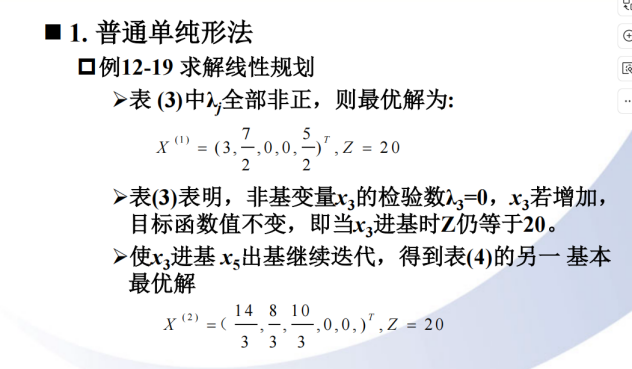 ■ 1. 普通单纯形法
❑例12-19 求解线性规划
➢表 (3)中λj全部非正，则最优解为:
X^(1) = (3, 7/2, 0, 0, 5/2)^T, Z = 20
➢表(3)表明，非基变量x3的检验数λ3=0，x3若增加，
目标函数值不变，即当x3进基时Z仍等于20。
➢使x3进基 x5出基继续迭代，得到表(4)的另一 基本
最优解
X^(2) = (14/3, 8/3, 10/3, 0, 0, )^T, Z = 20